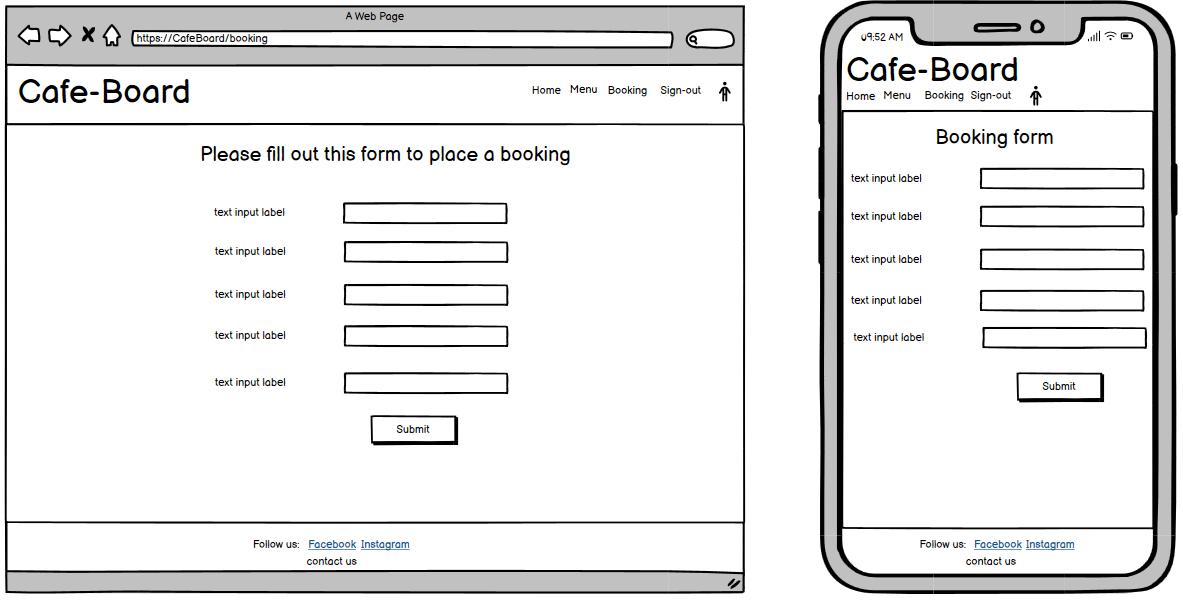 A Web Page
https://CafeBoard/booking
Cafe-Board
Home Menu Booking Sign-out
Please fill out this form to place a booking
text input label
text input label
text input label
text input label
text input label
Submit
Follow us: Facebook Instagram
contact us
09:52 AM
Cafe-Board
Home Menu Booking Sign-out
Booking form
text input label
text input label
text input label
text input label
text input label
Submit
Follow us: Facebook Instagram
contact us